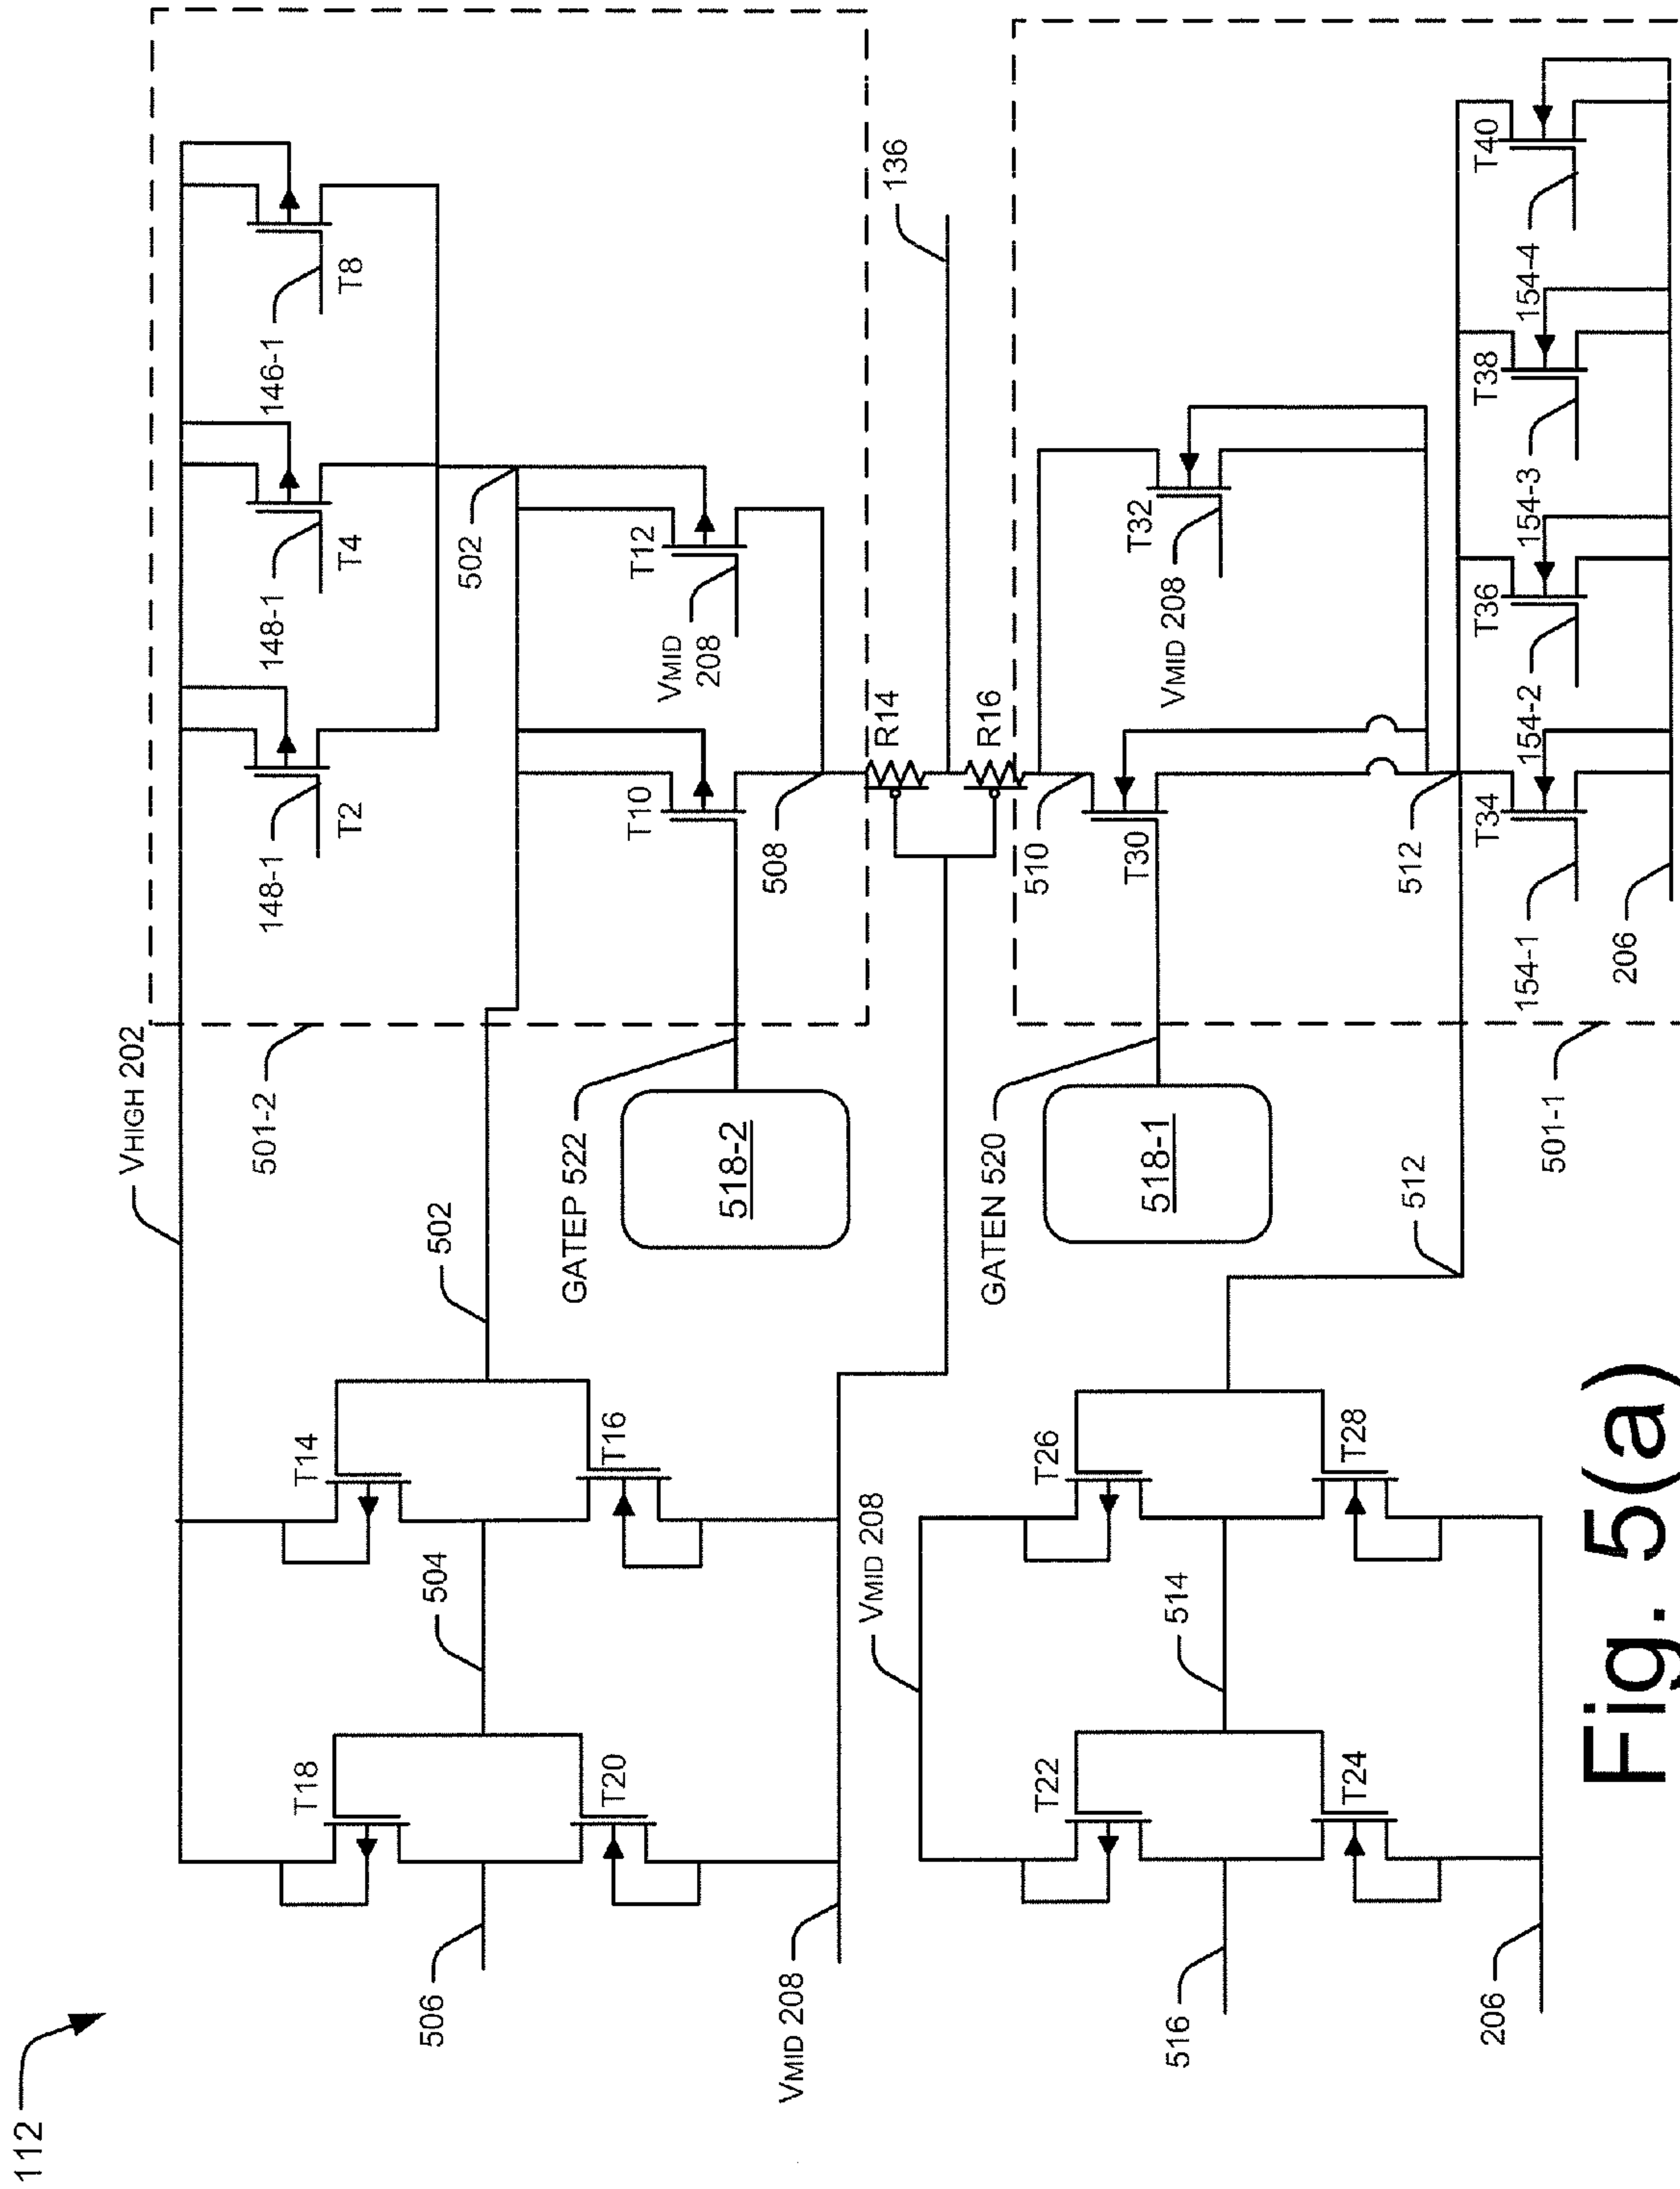 112
VHIGH 202
501-2
148-1
T2
148-1
T4
146-1
T8
502
T14
T18
502
504
506
T16
T20
GATEP 522
518-2
T10
T12
VMID
208
508
R14
136
R16
VMID 208
VMID 208
GATEN 520
518-1
510
T30
T32
VMID 208
T26
T22
514
516
T28
T24
512
512
T34
T36
T38
T40
154-1
154-2
154-3
154-4
206
206
501-1
Fig. 5(a)